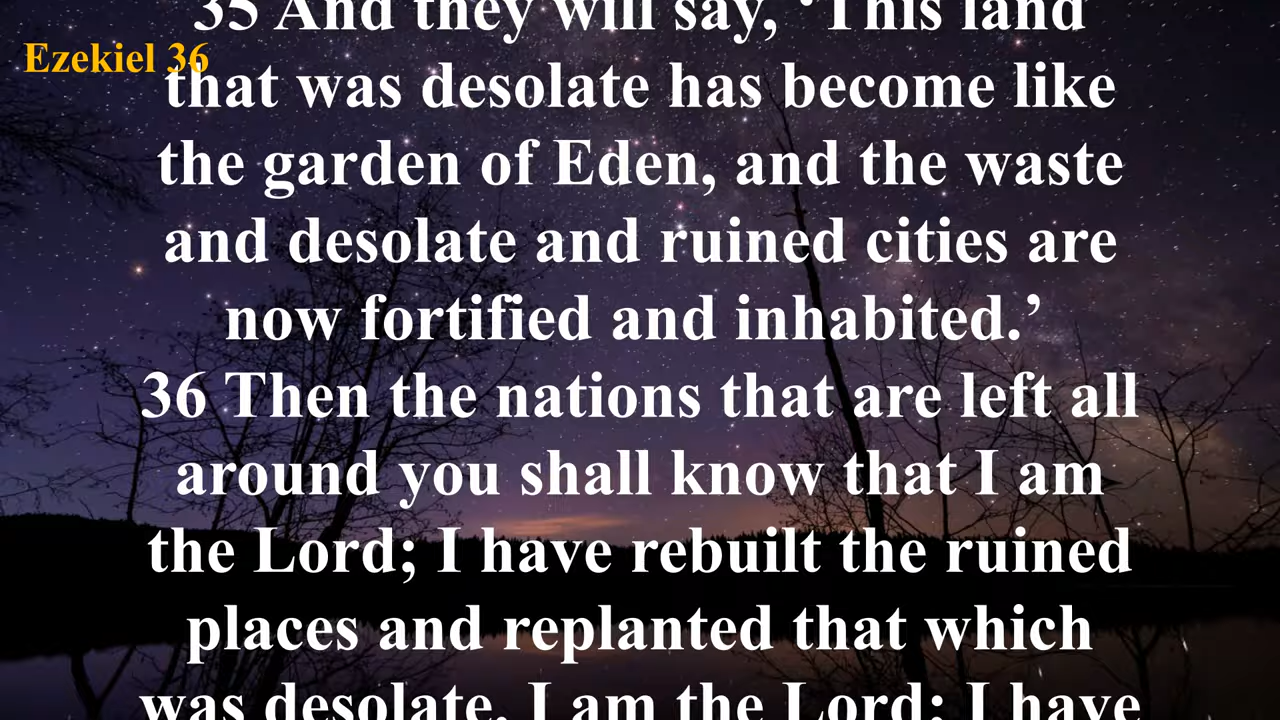 35 And they will say, ‘This land
Ezekiel 36
that was desolate has become like
the garden of Eden, and the waste
and desolate and ruined cities are
now fortified and inhabited.’
36 Then the nations that are left all
around you shall know that I am
the Lord; I have rebuilt the ruined
places and replanted that which
was desolate. I am the Lord; I have